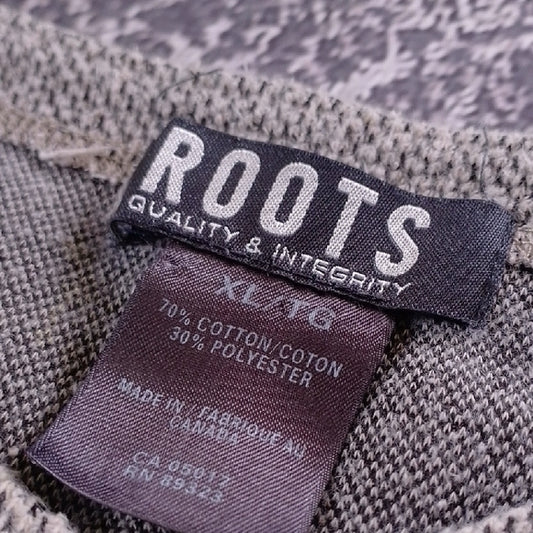 ROOTS
QUALITY & INTEGRITY
XL/TG
70% COTTON/COTON
30% POLYESTER
MADE IN / FABRIQUE AU
CANADA
CA 05017
RN 89323